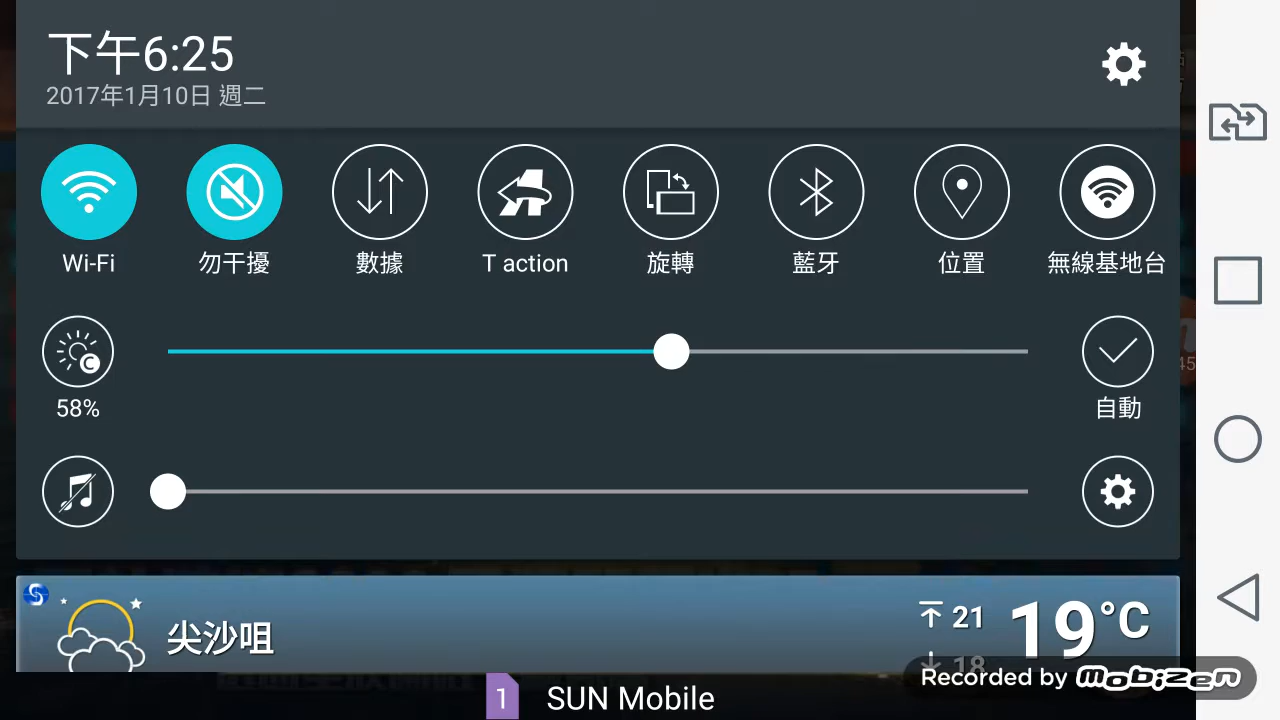 下午6:25
2017年1月10日 週二
Wi-Fi
勿干擾
數據
T action
旋轉
藍牙
位置
無線基地台
58%
自動
尖沙咀
21
19°C
18
1
SUN Mobile
Recorded by mobizen